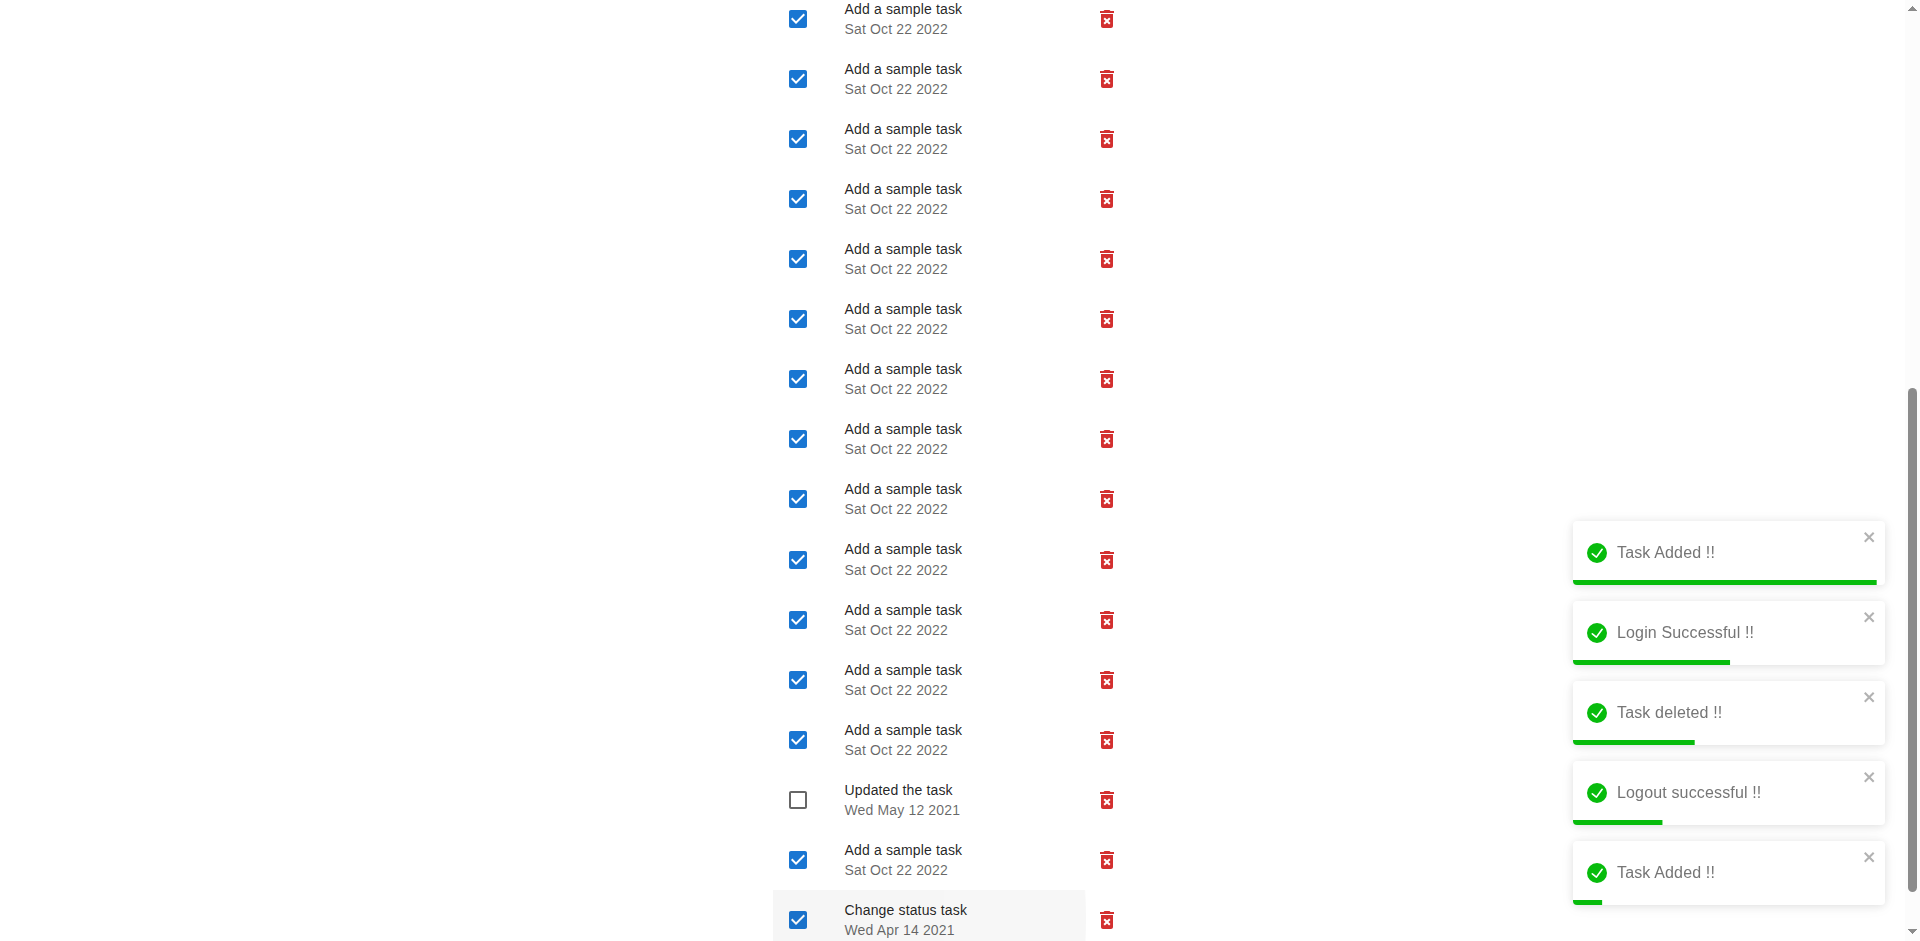 Add a sample task
Sat Oct 22 2022
Add a sample task
Sat Oct 22 2022
Add a sample task
Sat Oct 22 2022
Add a sample task
Sat Oct 22 2022
Add a sample task
Sat Oct 22 2022
Add a sample task
Sat Oct 22 2022
Add a sample task
Sat Oct 22 2022
Add a sample task
Sat Oct 22 2022
Add a sample task
Sat Oct 22 2022
Add a sample task
Sat Oct 22 2022
Add a sample task
Sat Oct 22 2022
Add a sample task
Sat Oct 22 2022
Add a sample task
Sat Oct 22 2022
Updated the task
Wed May 12 2021
Add a sample task
Sat Oct 22 2022
Change status task
Wed Apr 14 2021
Task Added !!
Login Successful !!
Task deleted !!
Logout successful !!
Task Added !!